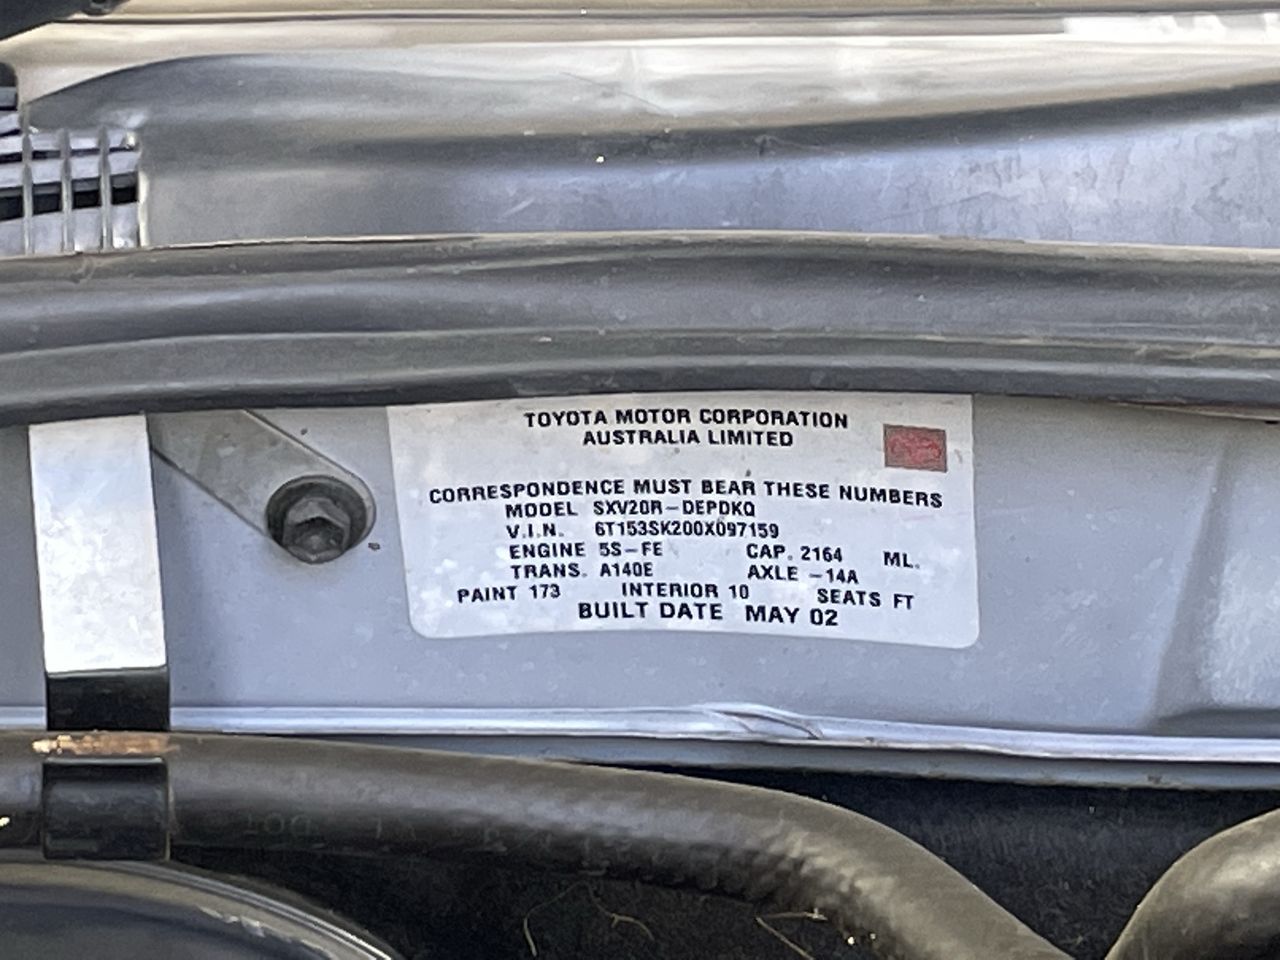 TOYOTA MOTOR CORPORATION
AUSTRALIA LIMITED
CORRESPONDENCE MUST BEAR THESE NUMBERS
MODEL SXV20R-DEPDKQ
V.I.N. 6T153SK200X097159
ENGINE 5S-FE CAP. 2164 ML.
TRANS. A140E AXLE -14A
PAINT 173 INTERIOR 10 SEATS FT
BUILT DATE MAY 02